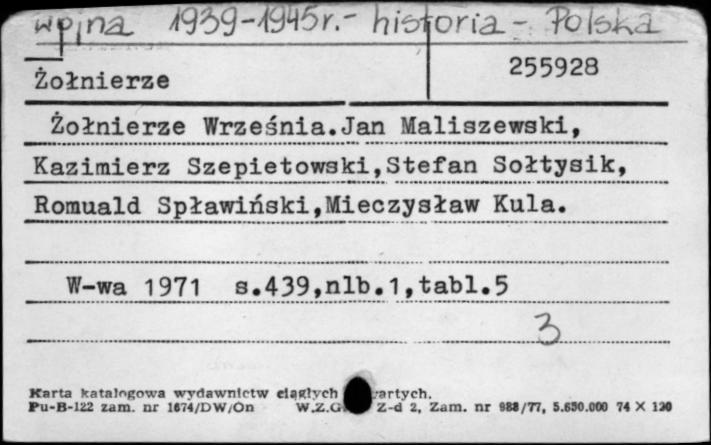 wojna 1939-1945r.- historia - Polska
255928
Żołnierze
Żołnierze Września.Jan Maliszewski,
Kazimierz Szepietowski,Stefan Sołtysik,
Romuald Spławiński,Mieczysław Kula.
W-wa 1971 s.439,nlb.1,tabl.5
3
Karta katalogowa wydawnictw ciągłych
Pu-B-122 zam. nr 1674/DW/On W.Z.G. Z-d 2, Zam. nr 988/77, 5.650.000 74 X 120